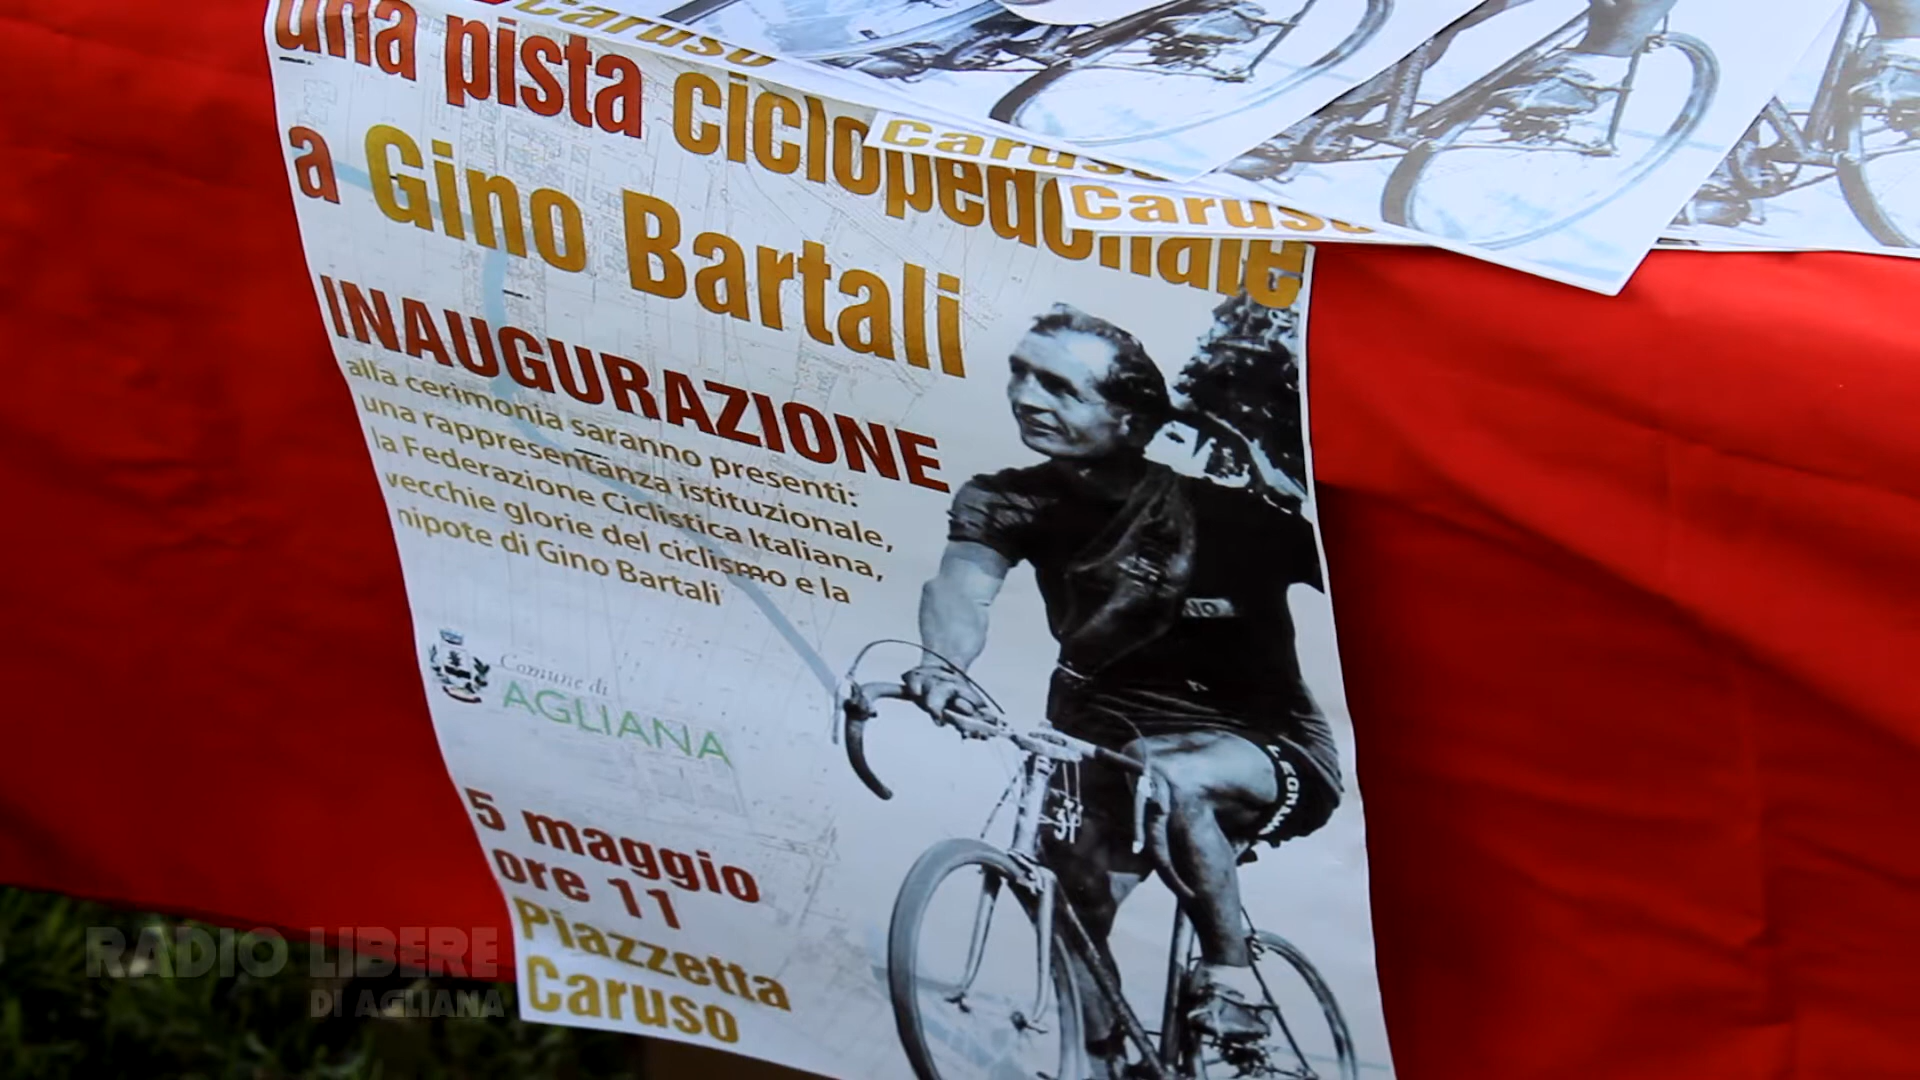 caruso
una pista ciclopedonale
caruso
caruso
a Gino Bartali
INAUGURAZIONE
alla cerimonia saranno presenti:
una rappresentanza istituzionale,
la Federazione Ciclistica Italiana,
vecchie glorie del ciclismo e la
nipote di Gino Bartali
Comune di
AGLIANA
5 maggio
ore 11
Piazzetta
Caruso
31
RADIO LIBERE
DI AGLIANA